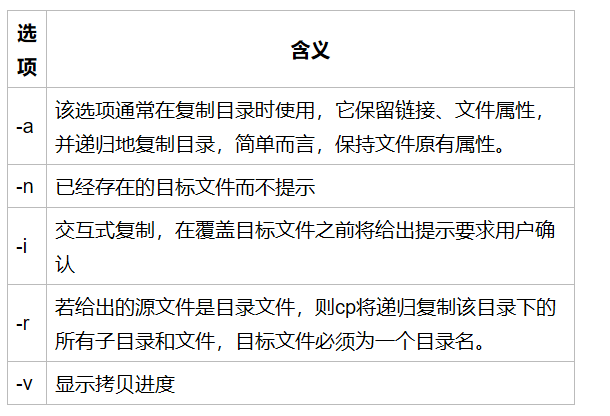 选
项
含义
-a
该选项通常在复制目录时使用，它保留链接、文件属性，
并递归地复制目录，简单而言，保持文件原有属性。
-n
已经存在的目标文件而不提示
-i
交互式复制，在覆盖目标文件之前将给出提示要求用户确
认
-r
若给出的源文件是目录文件，则cp将递归复制该目录下的
所有子目录和文件，目标文件必须为一个目录名。
-v
显示拷贝进度